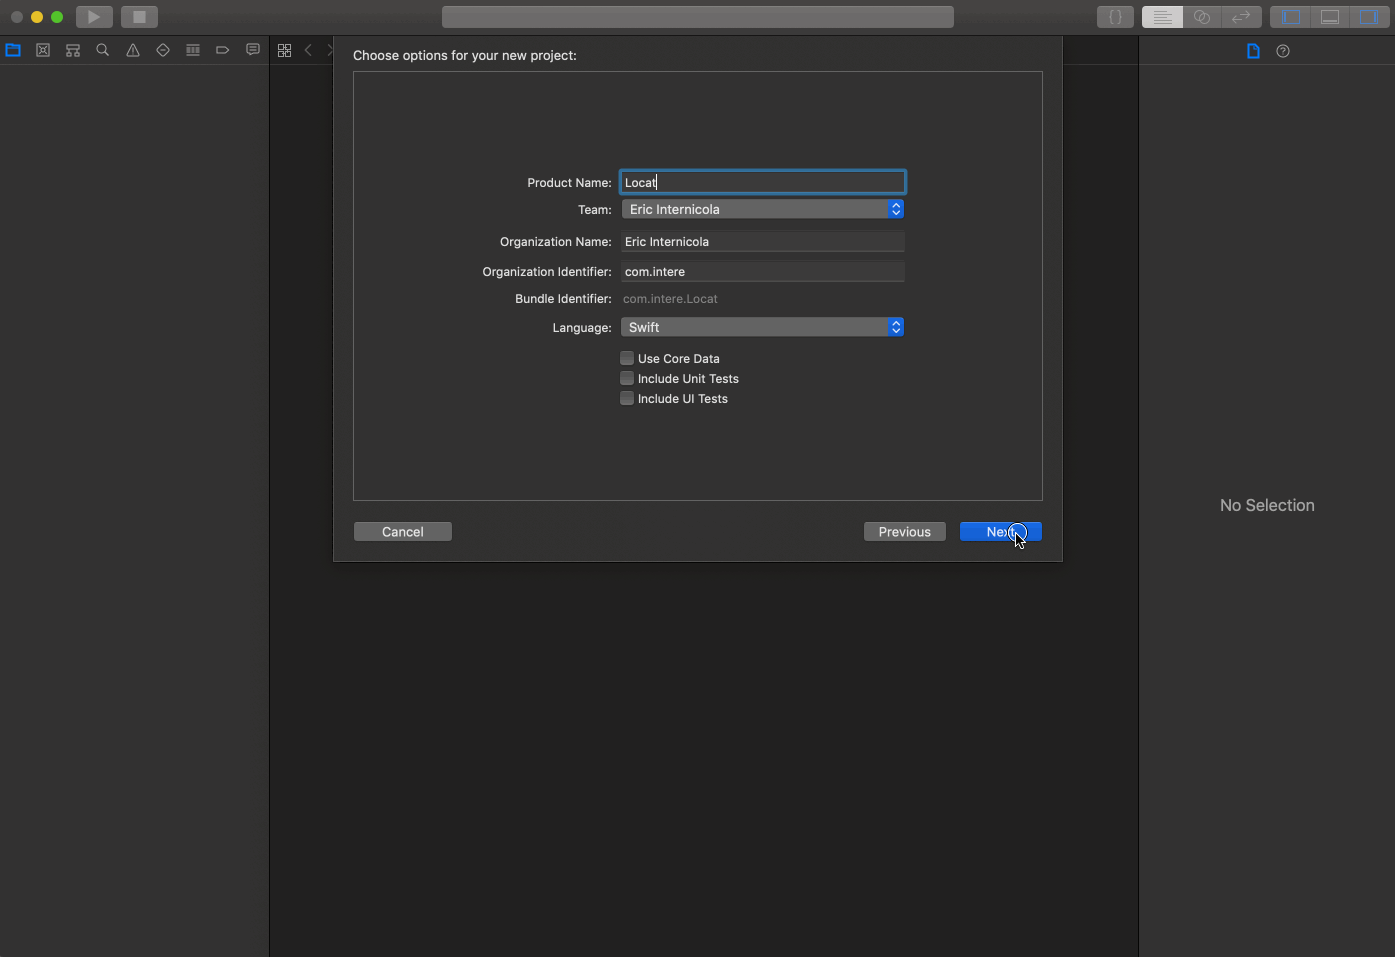 Choose options for your new project:
Product Name: Locat
Team: Eric Internicola
Organization Name: Eric Internicola
Organization Identifier: com.intere
Bundle Identifier: com.intere.Locat
Language: Swift
Use Core Data
Include Unit Tests
Include UI Tests
No Selection
Cancel
Previous
Next